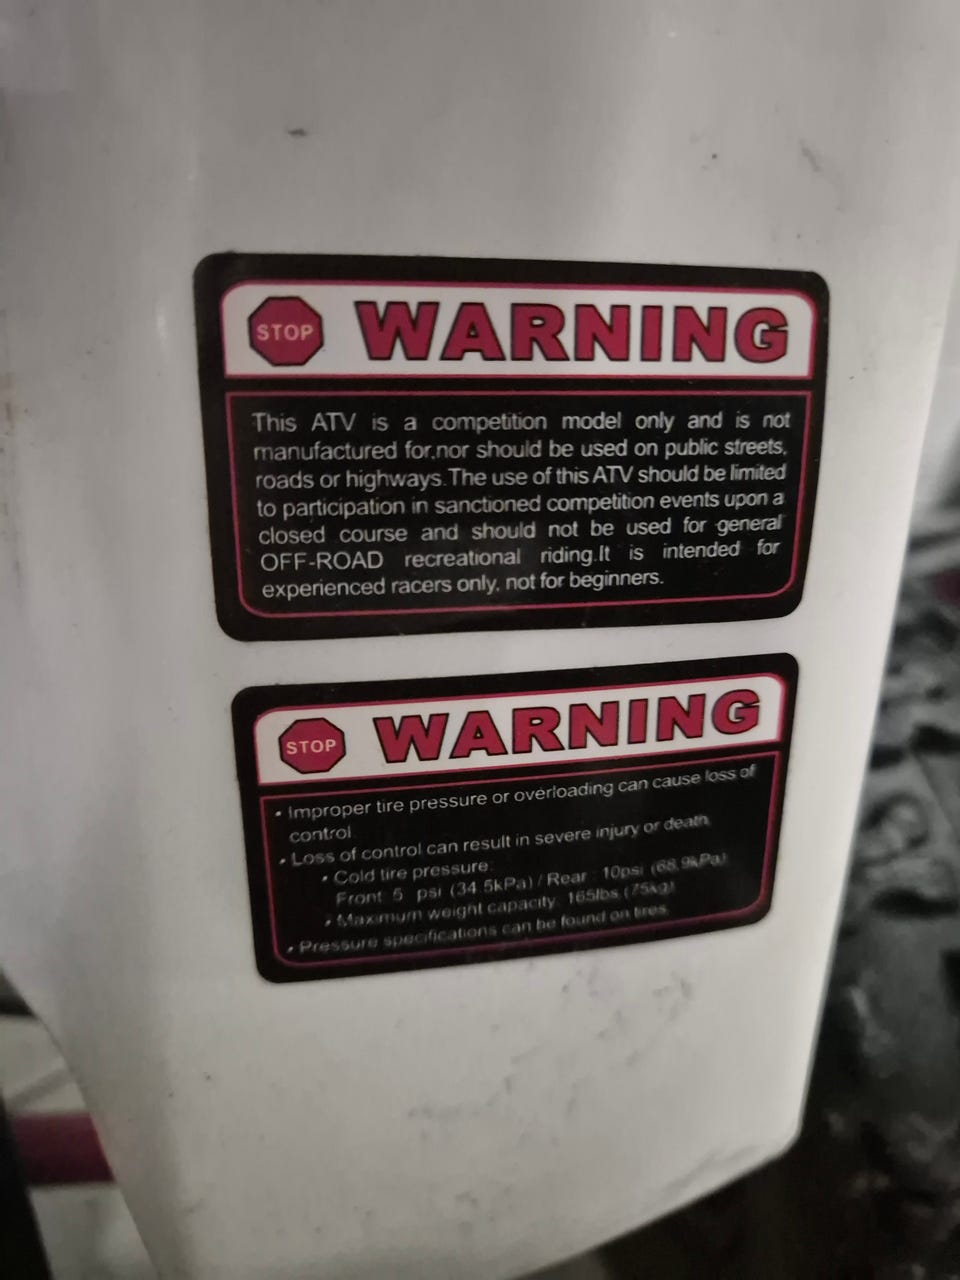 STOP WARNING
This ATV is a competition model only and is not
manufactured for,nor should be used on public streets,
roads or highways.The use of this ATV should be limited
to participation in sanctioned competition events upon a
closed course and should not be used for general
OFF-ROAD recreational riding.It is intended for
experienced racers only, not for beginners.
STOP WARNING
• Improper tire pressure or overloading can cause loss of
control.
• Loss of control can result in severe injury or death.
• Cold tire pressure:
Front: 5 psi (34.5kPa) / Rear : 10psi (68.9kPa)
• Maximum weight capacity: 165lbs (75kg)
• Pressure specifications can be found on tires.